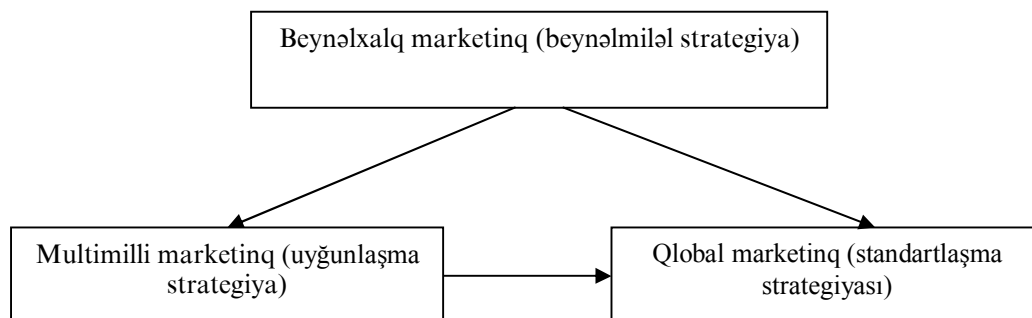 Beynəlxalq marketinq (beynəlmiləl strategiya)
Multimilli marketinq (uyğunlaşma
strategiya)
Qlobal marketinq (standartlaşma
strategiyası)